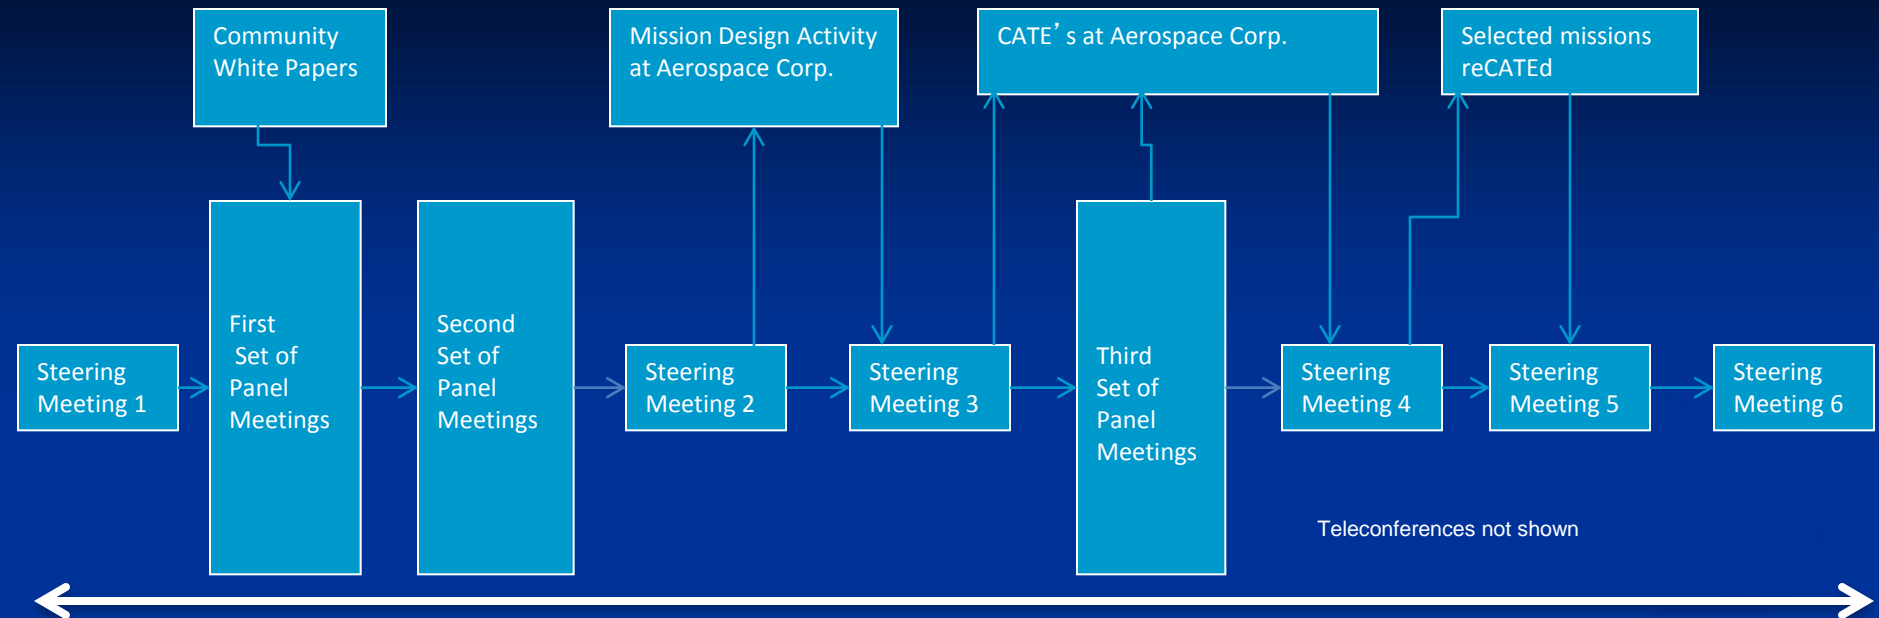 Community
White Papers
Mission Design Activity
at Aerospace Corp.
CATE’s at Aerospace Corp.
Selected missions
reCATEd
Steering
Meeting 1
First
Set of
Panel
Meetings
Second
Set of
Panel
Meetings
Steering
Meeting 2
Steering
Meeting 3
Third
Set of
Panel
Meetings
Steering
Meeting 4
Steering
Meeting 5
Steering
Meeting 6
Teleconferences not shown